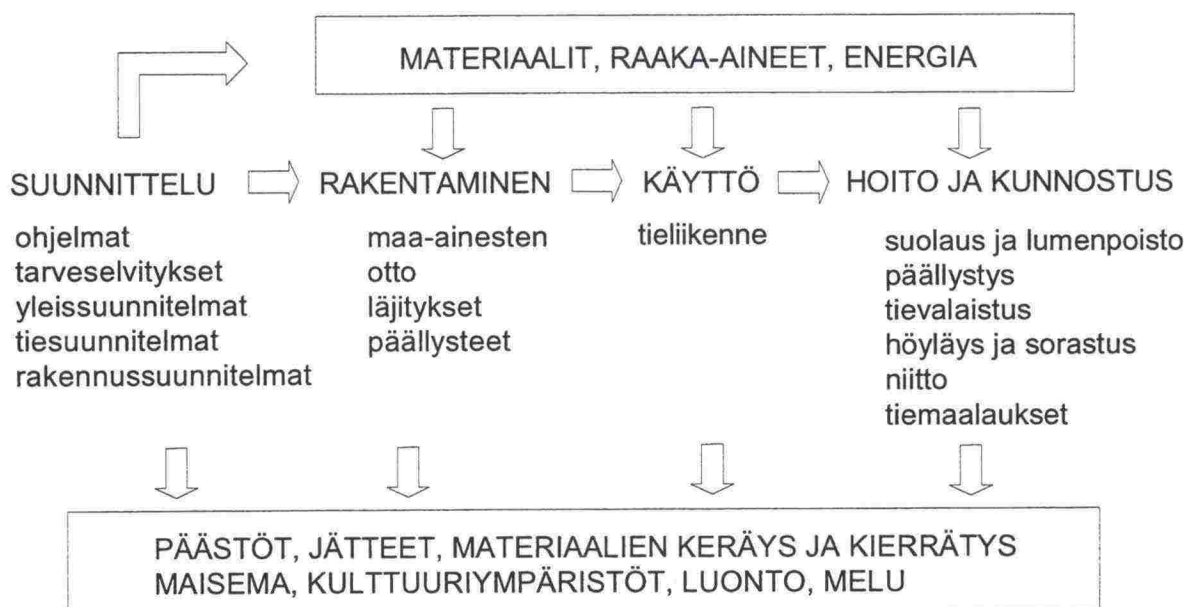 MATERIAALIT, RAAKA-AINEET, ENERGIA
SUUNNITTELU
ohjelmat
tarveselvitykset
yleissuunnitelmat
tiesuunnitelmat
rakennussuunnitelmat
RAKENTAMINEN
maa-ainesten
otto
läjitykset
päällysteet
KÄYTTÖ
tieliikenne
HOITO JA KUNNOSTUS
suolaus ja lumenpoisto
päällystys
tievalaistus
höyläys ja sorastus
niitto
tiemaalaukset
PÄÄSTÖT, JÄTTEET, MATERIAALIEN KERÄYS JA KIERRÄTYS
MAISEMA, KULTTUURIYMPÄRISTÖT, LUONTO, MELU